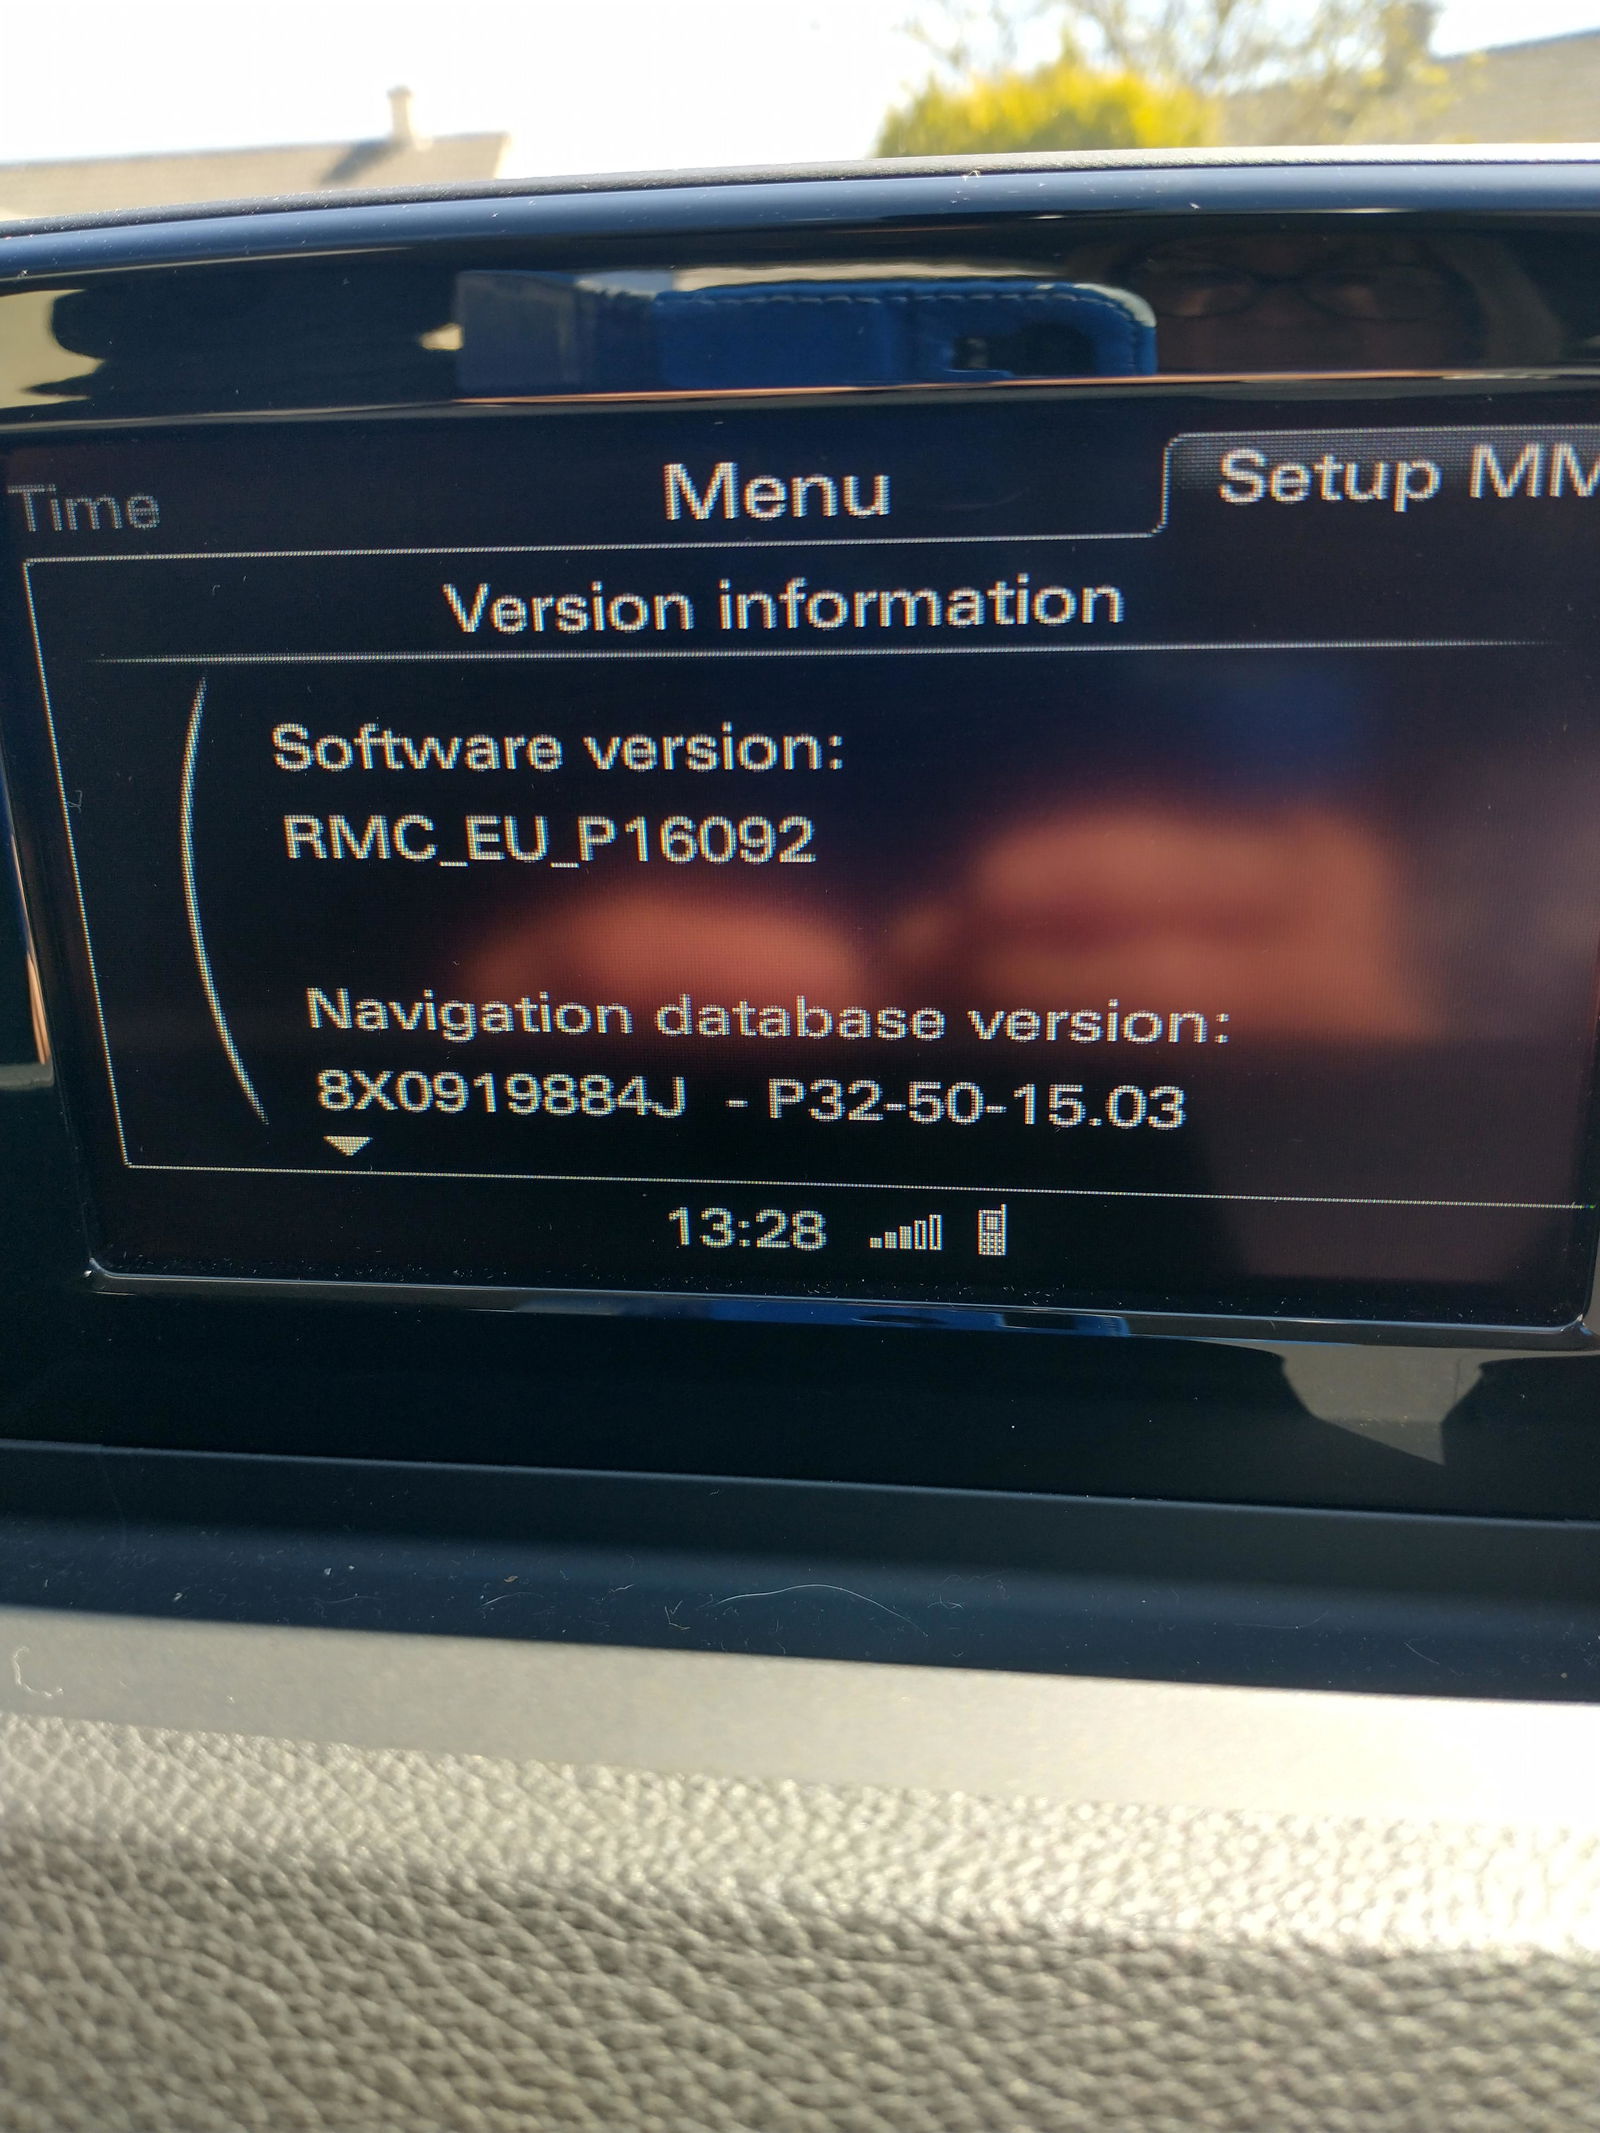 Time
Menu
Setup MM
Version information
Software version:
RMC_EU_P16092
Navigation database version:
8X0919884J - P32-50-15.03
13:28